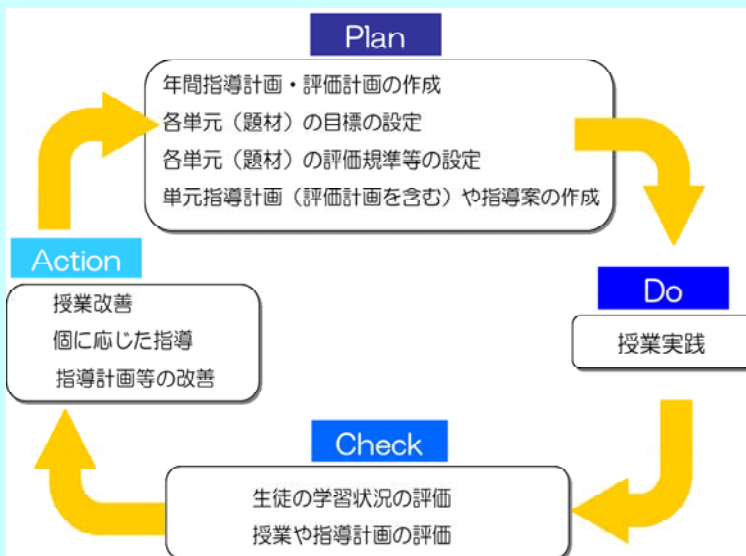 Plan
年間指導計画・評価計画の作成
各単元（題材）の目標の設定
各単元（題材）の評価規準等の設定
単元指導計画（評価計画を含む）や指導案の作成
Do
授業実践
Check
生徒の学習状況の評価
授業や指導計画の評価
Action
授業改善
個に応じた指導
指導計画等の改善